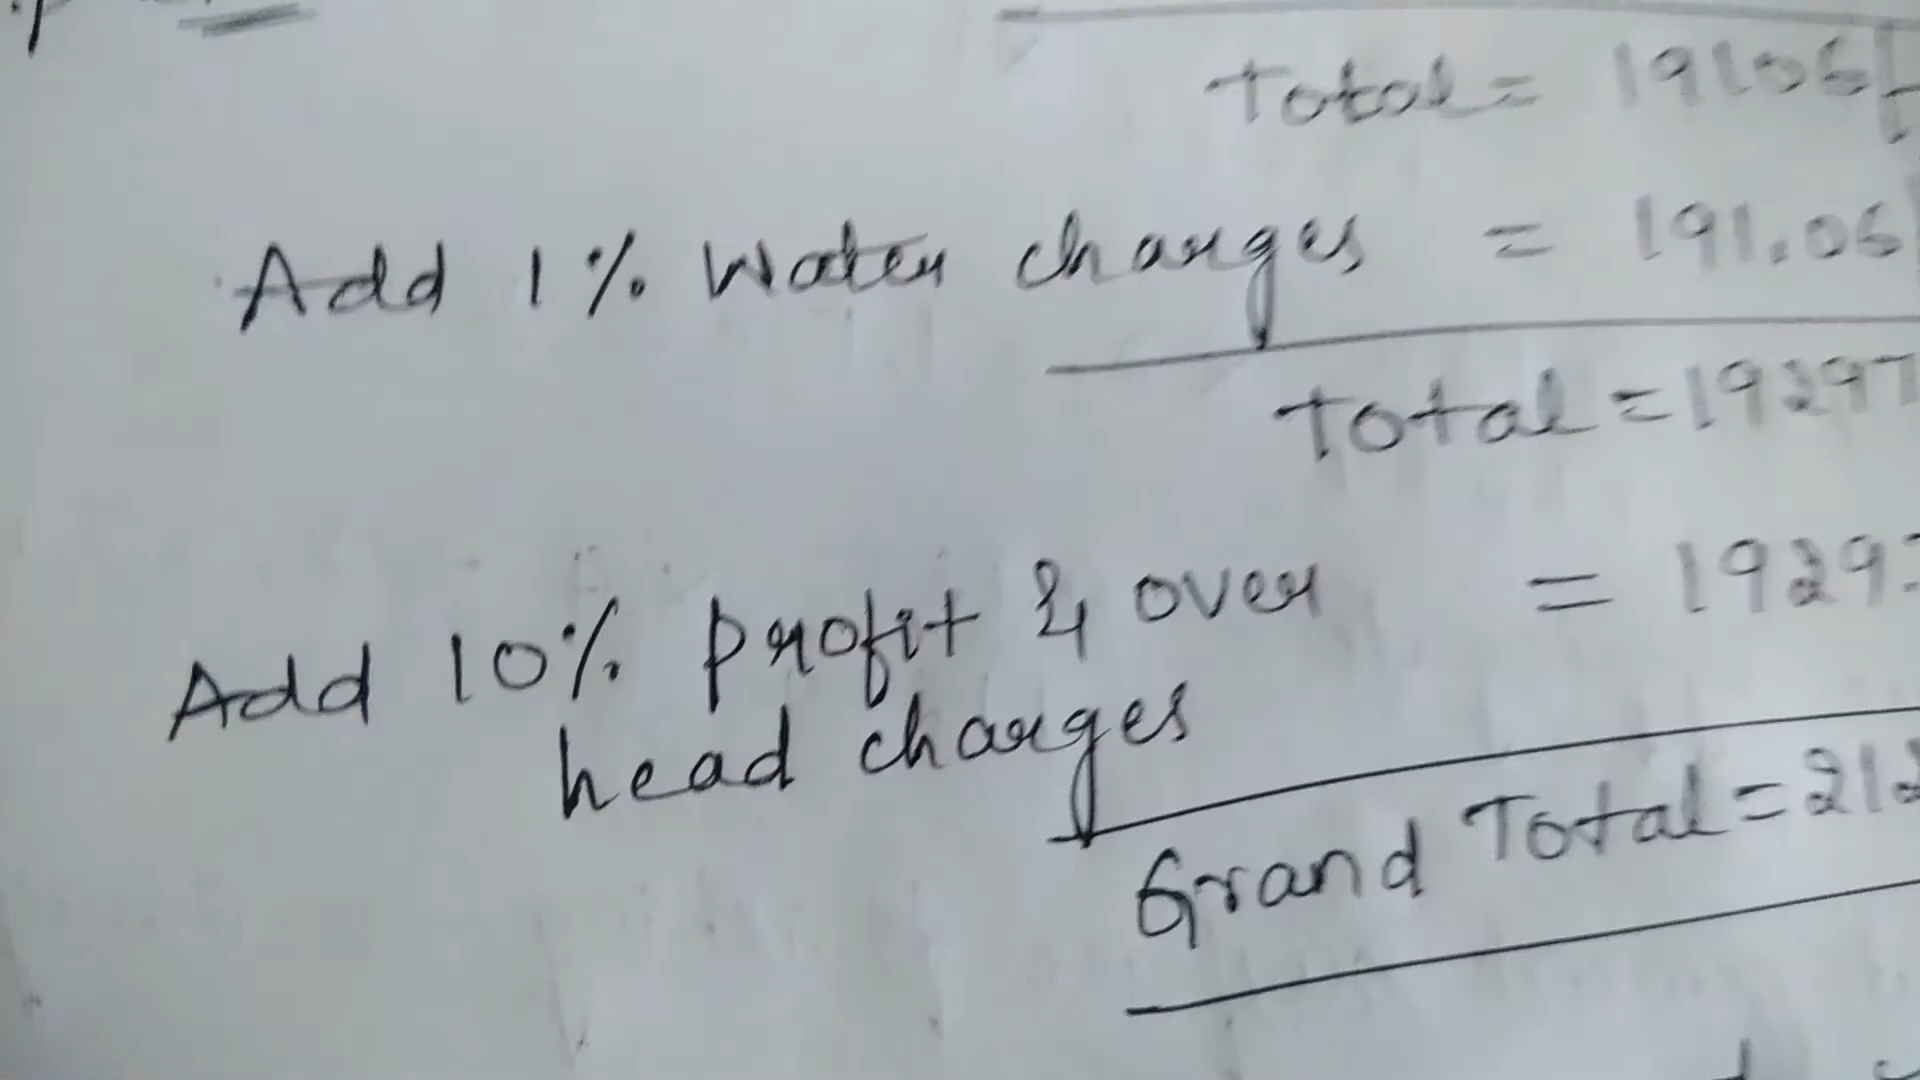 Total = 19106/-
Add 1% Water charges = 191.06
Total = 19297
Add 10% profit & over = 1929
head charges
Grand Total = 212